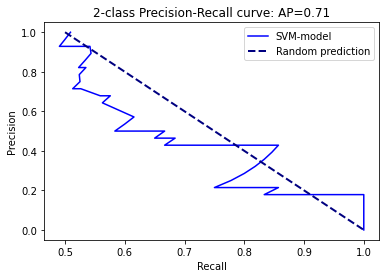 2-class Precision-Recall curve: AP=0.71
SVM-model
Random prediction
Precision
1.0
0.8
0.6
0.4
0.2
0.0
0.5 0.6 0.7 0.8 0.9 1.0
Recall